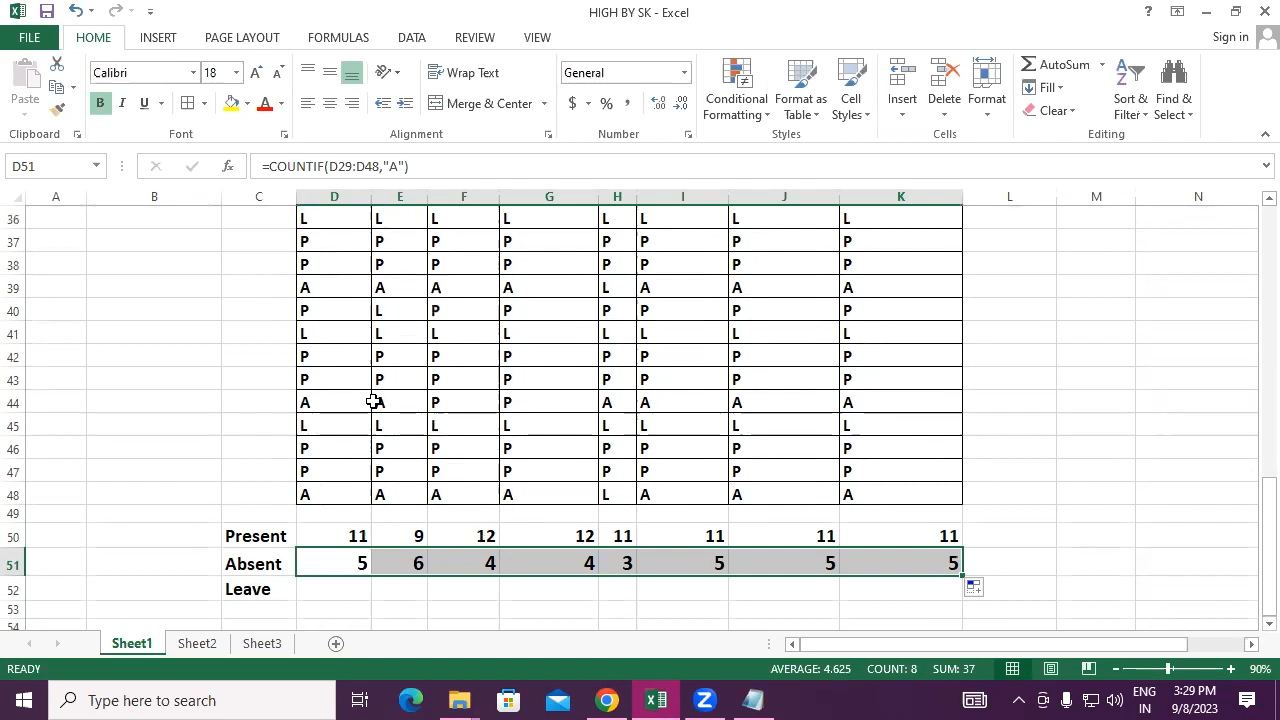 HIGH BY SK - Excel
FILE HOME INSERT PAGE LAYOUT FORMULAS DATA REVIEW VIEW Sign in
Paste
Clipboard
Calibri 18
B I U
Font
Wrap Text
Merge & Center
Alignment
General
$ % ,
Number
Conditional Formatting
Format as Table
Cell Styles
Styles
Insert Delete Format
Cells
AutoSum
Fill
Clear
Sort & Filter
Find & Select
Editing
D51 fx =COUNTIF(D29:D48,"A")
A B C D E F G H I J K L M N
36 L L L L L L L L
37 P P P P P P P P
38 P P P P P P P P
39 A A A A L A A A
40 P L P P P P P P
41 L L L L L L L L
42 P P P P P P P P
43 P P P P P P P P
44 A A P P A A A A
45 L L L L L L L L
46 P P P P P P P P
47 P P P P P P P P
48 A A A A L A A A
49
50 Present 11 9 12 12 11 11 11 11
51 Absent 5 6 4 4 3 5 5 5
52 Leave
53
54
Sheet1 Sheet2 Sheet3
READY AVERAGE: 4.625 COUNT: 8 SUM: 37 90%
Type here to search
ENG
IN
3:29 PM
9/8/2023